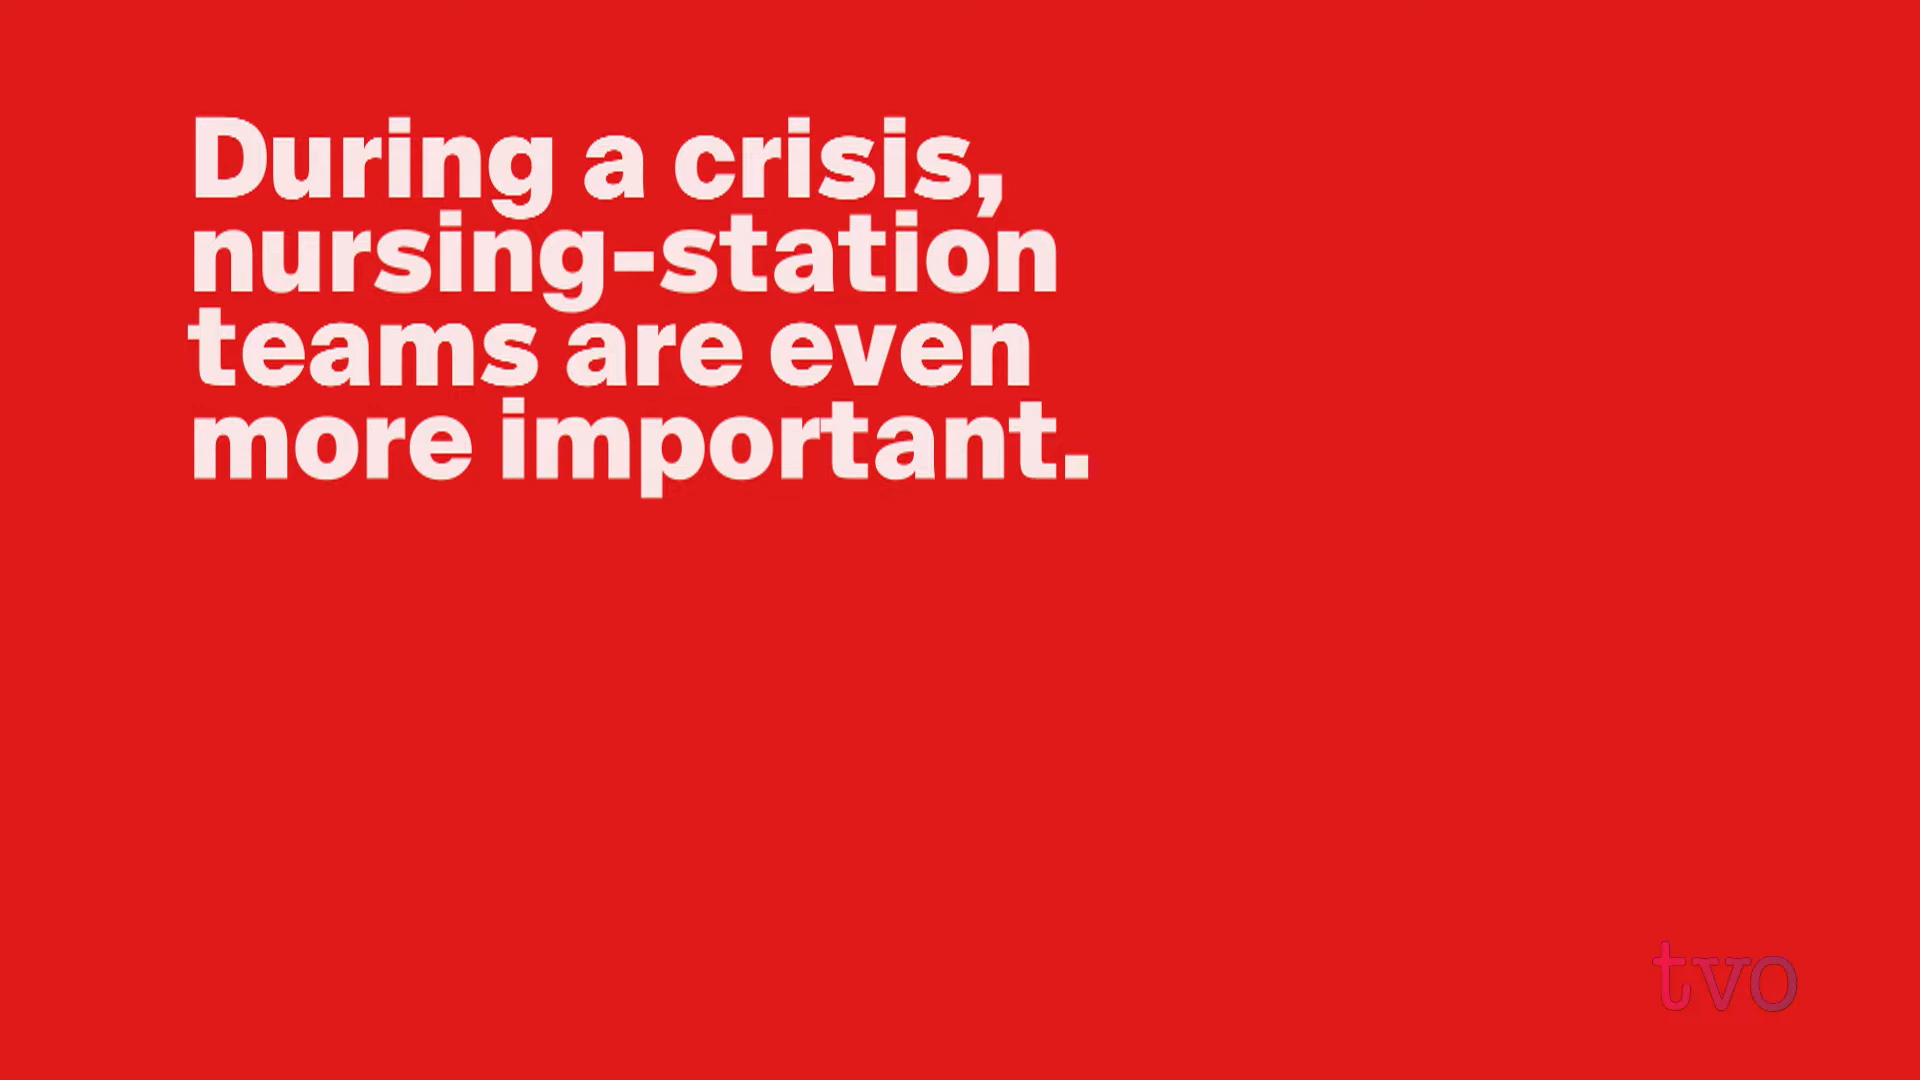 During a crisis,
nursing-station
teams are even
more important.
tvo